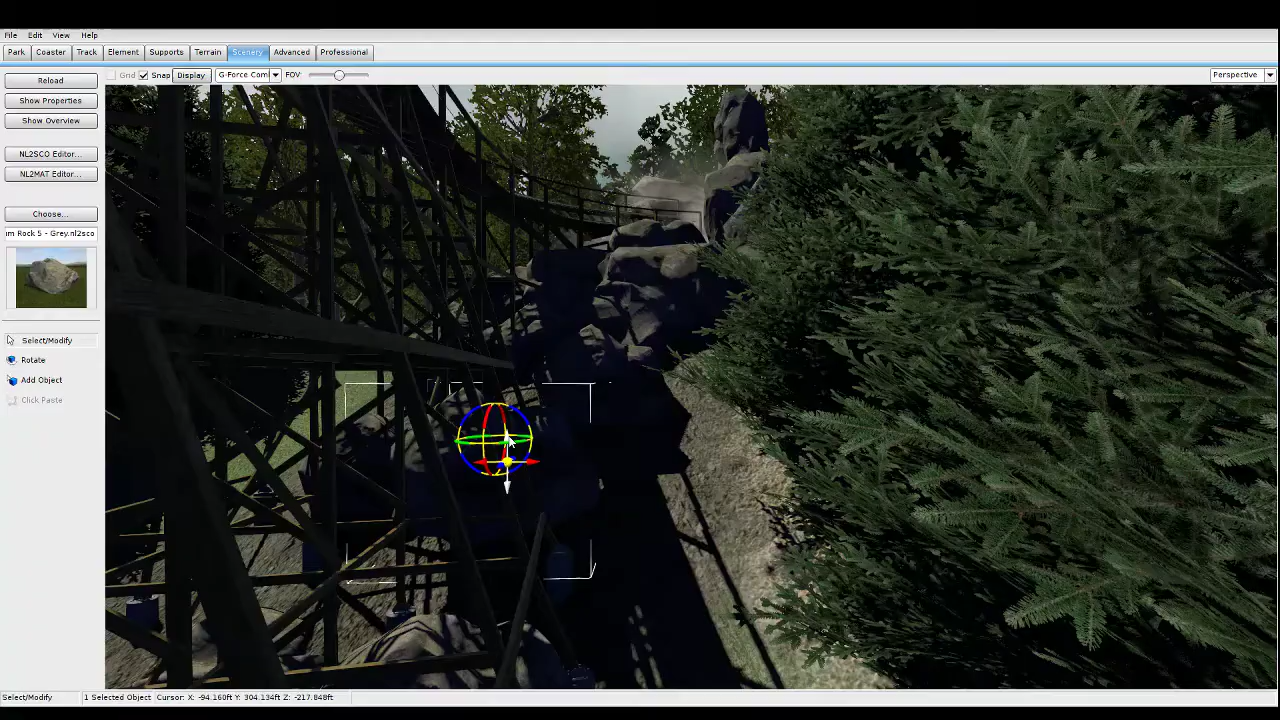 File Edit View Help
Park Coaster Track Element Supports Terrain Scenery Advanced Professional
Grid Snap Display G-Force Com FOV: Perspective
Reload
Show Properties
Show Overview
NL2SCO Editor...
NL2MAT Editor...
Choose...
um Rock 5 - Grey.nl2sco
Select/Modify
Rotate
Add Object
Click Paste
Select/Modify 1 Selected Object Cursor: X: -94.160ft Y: 304.134ft Z: -217.848ft